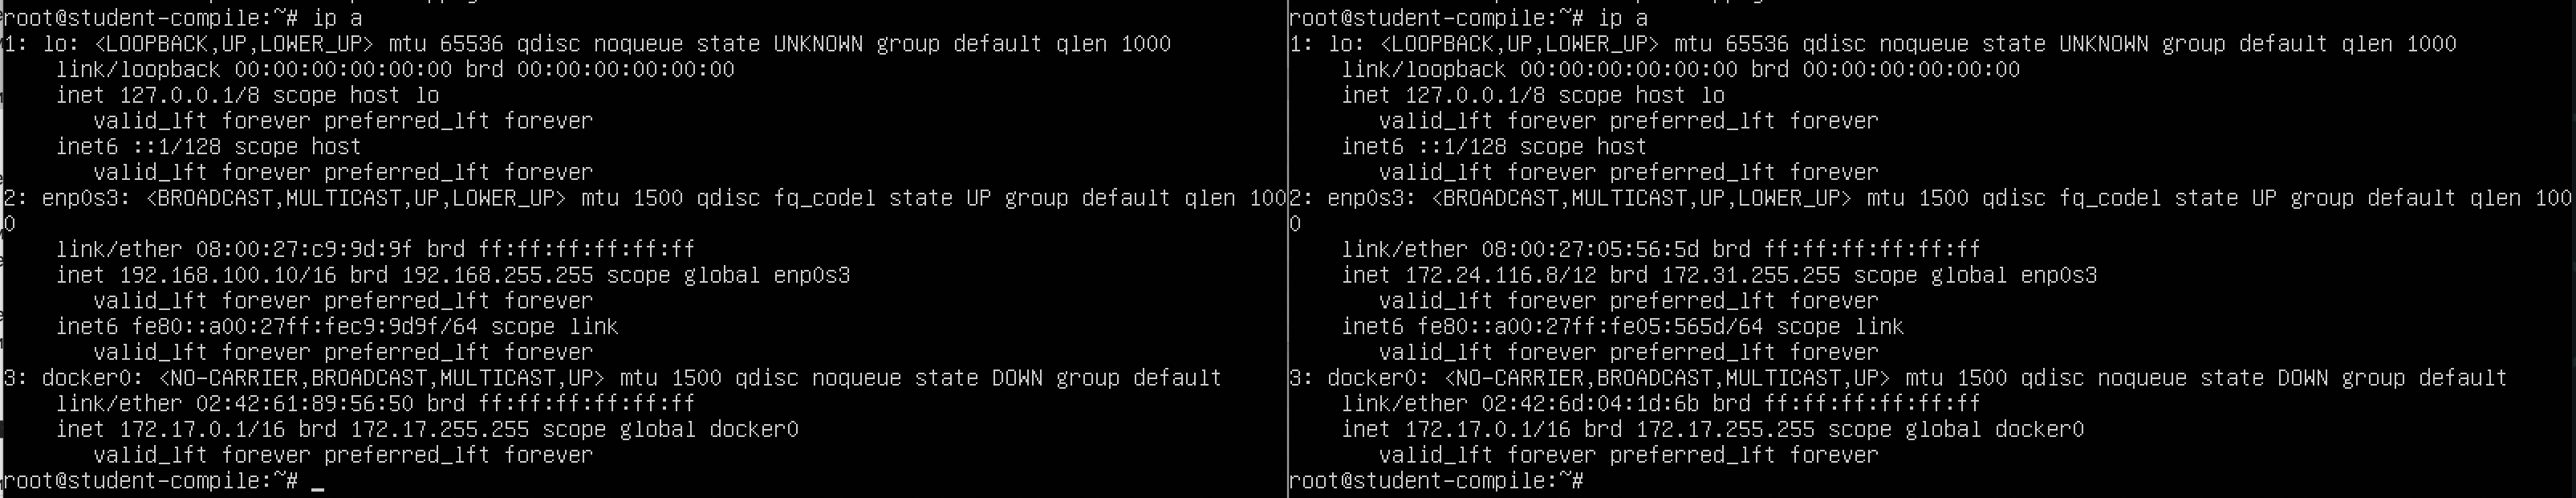 root@student-compile:~# ip a
1: lo: <LOOPBACK,UP,LOWER_UP> mtu 65536 qdisc noqueue state UNKNOWN group default qlen 1000
    link/loopback 00:00:00:00:00:00 brd 00:00:00:00:00:00
    inet 127.0.0.1/8 scope host lo
       valid_lft forever preferred_lft forever
    inet6 ::1/128 scope host
       valid_lft forever preferred_lft forever
2: enp0s3: <BROADCAST,MULTICAST,UP,LOWER_UP> mtu 1500 qdisc fq_codel state UP group default qlen 100
0
    link/ether 08:00:27:c9:9d:9f brd ff:ff:ff:ff:ff:ff
    inet 192.168.100.10/16 brd 192.168.255.255 scope global enp0s3
       valid_lft forever preferred_lft forever
    inet6 fe80::a00:27ff:fec9:9d9f/64 scope link
       valid_lft forever preferred_lft forever
3: docker0: <NO-CARRIER,BROADCAST,MULTICAST,UP> mtu 1500 qdisc noqueue state DOWN group default
    link/ether 02:42:61:89:56:50 brd ff:ff:ff:ff:ff:ff
    inet 172.17.0.1/16 brd 172.17.255.255 scope global docker0
       valid_lft forever preferred_lft forever
root@student-compile:~# _
root@student-compile:~# ip a
1: lo: <LOOPBACK,UP,LOWER_UP> mtu 65536 qdisc noqueue state UNKNOWN group default qlen 1000
    link/loopback 00:00:00:00:00:00 brd 00:00:00:00:00:00
    inet 127.0.0.1/8 scope host lo
       valid_lft forever preferred_lft forever
    inet6 ::1/128 scope host
       valid_lft forever preferred_lft forever
2: enp0s3: <BROADCAST,MULTICAST,UP,LOWER_UP> mtu 1500 qdisc fq_codel state UP group default qlen 100
0
    link/ether 08:00:27:05:56:5d brd ff:ff:ff:ff:ff:ff
    inet 172.24.116.8/12 brd 172.31.255.255 scope global enp0s3
       valid_lft forever preferred_lft forever
    inet6 fe80::a00:27ff:fe05:565d/64 scope link
       valid_lft forever preferred_lft forever
3: docker0: <NO-CARRIER,BROADCAST,MULTICAST,UP> mtu 1500 qdisc noqueue state DOWN group default
    link/ether 02:42:6d:04:1d:6b brd ff:ff:ff:ff:ff:ff
    inet 172.17.0.1/16 brd 172.17.255.255 scope global docker0
       valid_lft forever preferred_lft forever
root@student-compile:~#